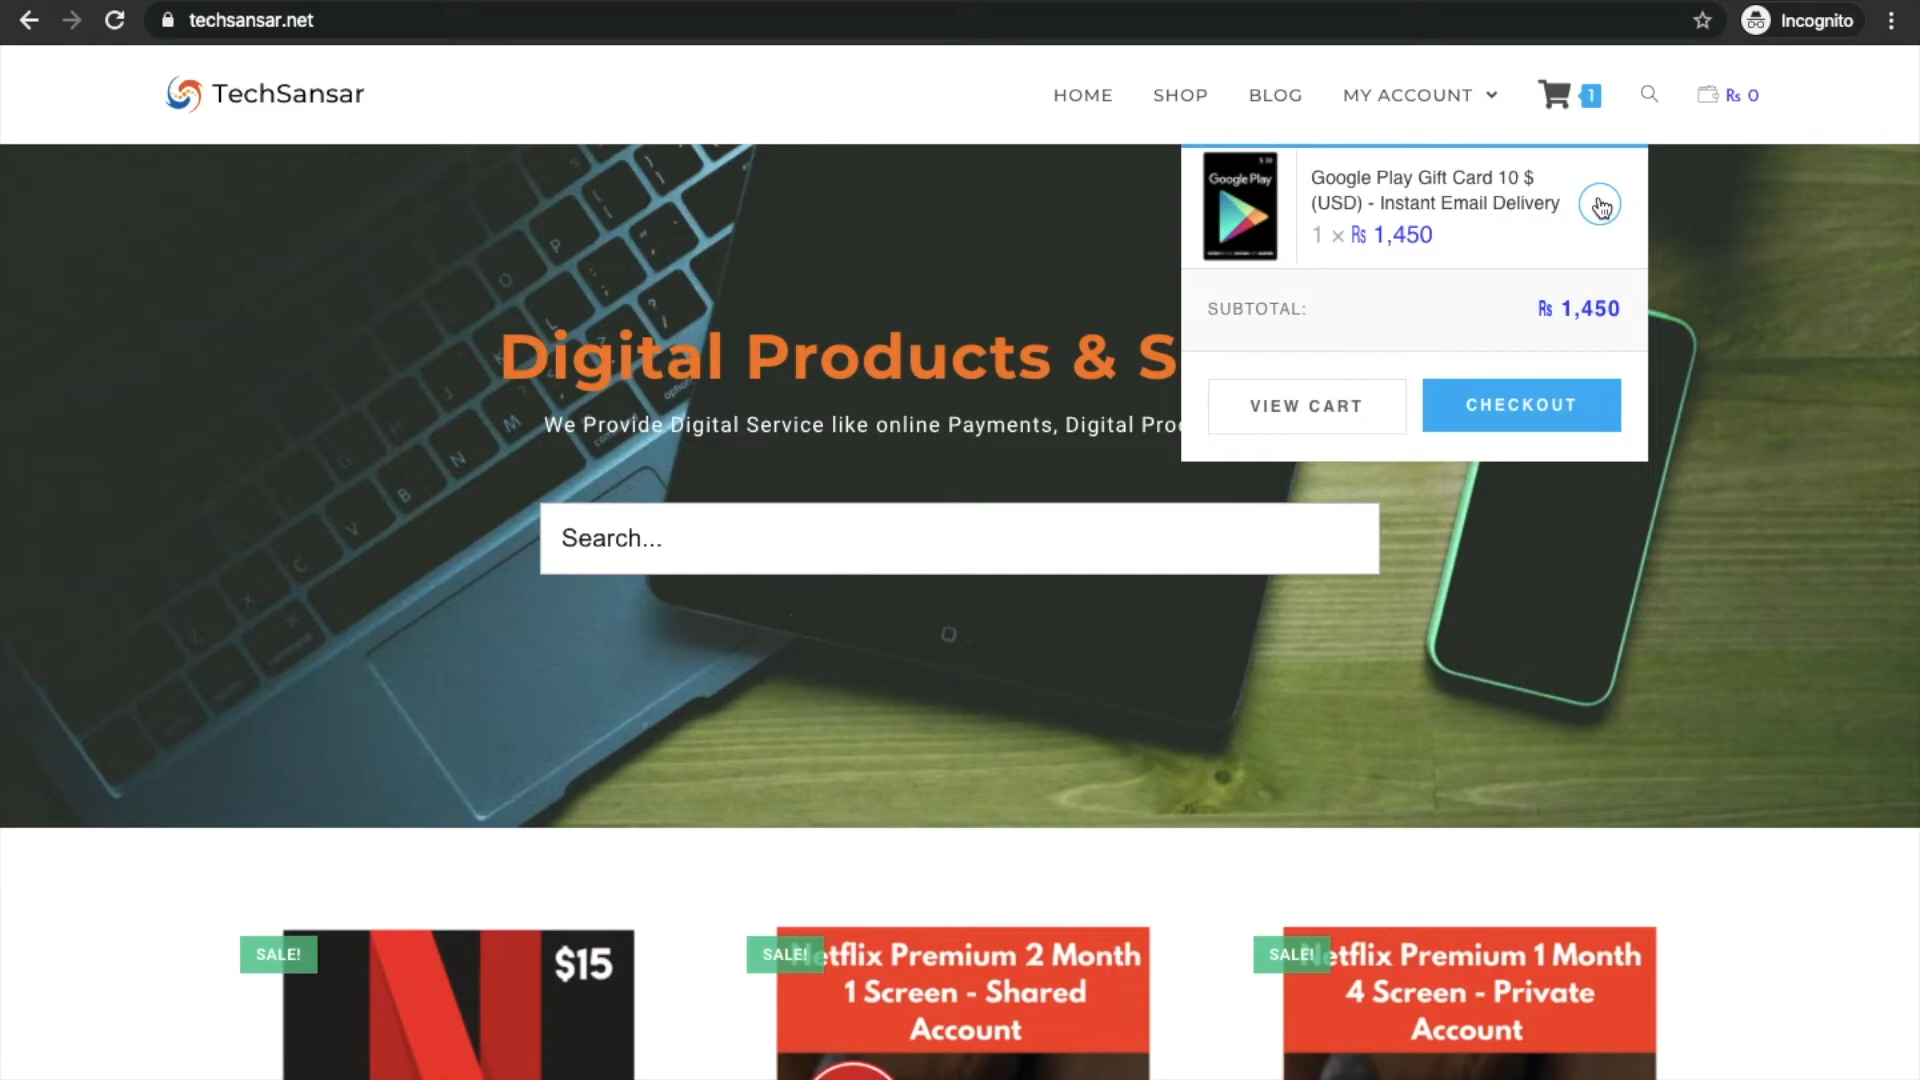 techsansar.net
Incognito
TechSansar
HOME
SHOP
BLOG
MY ACCOUNT
1
Rs 0
$ 10
Google Play
Google Play Gift Card 10 $
(USD) - Instant Email Delivery
1 × Rs 1,450
SUBTOTAL:
Rs 1,450
VIEW CART
CHECKOUT
Digital Products & S
We Provide Digital Service like online Payments, Digital Pro
Search...
SALE!
$15
SALE!
etflix Premium 2 Month
1 Screen - Shared
Account
SALE!
etflix Premium 1 Month
4 Screen - Private
Account